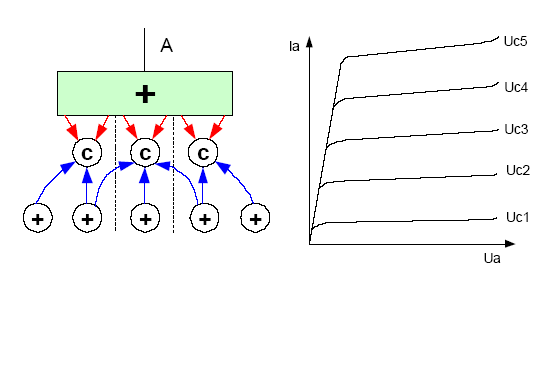 A
+
c c c
+ + + + +
Ia
Uc5
Uc4
Uc3
Uc2
Uc1
Ua